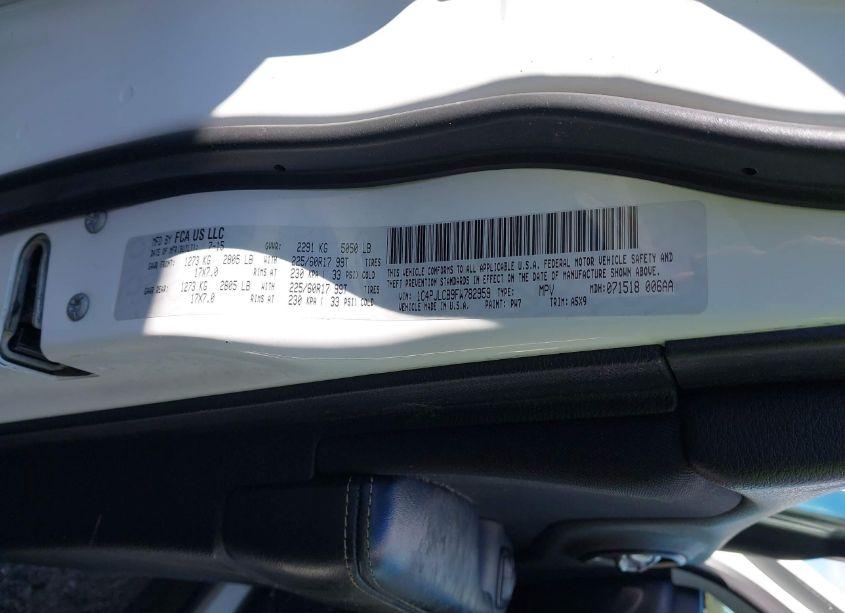 MFD BY FCA US LLC
DATE OF MFR/BUILT: 7-15 GVWR: 2291 KG 5050 LB
GAWR FRONT: 1273 KG 2805 LB 225/60R17 99T TIRES
17X7.0 RIMS AT 230 KPA ( 33 PSI) COLD
GAWR REAR: 1273 KG 2805 LB 225/60R17 99T TIRES
17X7.0 RIMS AT 230 KPA ( 33 PSI) COLD
THIS VEHICLE CONFORMS TO ALL APPLICABLE U.S.A. FEDERAL MOTOR VEHICLE SAFETY AND
THEFT PREVENTION STANDARDS IN EFFECT ON THE DATE OF MANUFACTURE SHOWN ABOVE.
VIN: 1C4PJLCB9FW782959 TYPE: MPV MDH: 071518 006AA
VEHICLE MADE IN U.S.A. PAINT: PW7 TRIM: A5X9